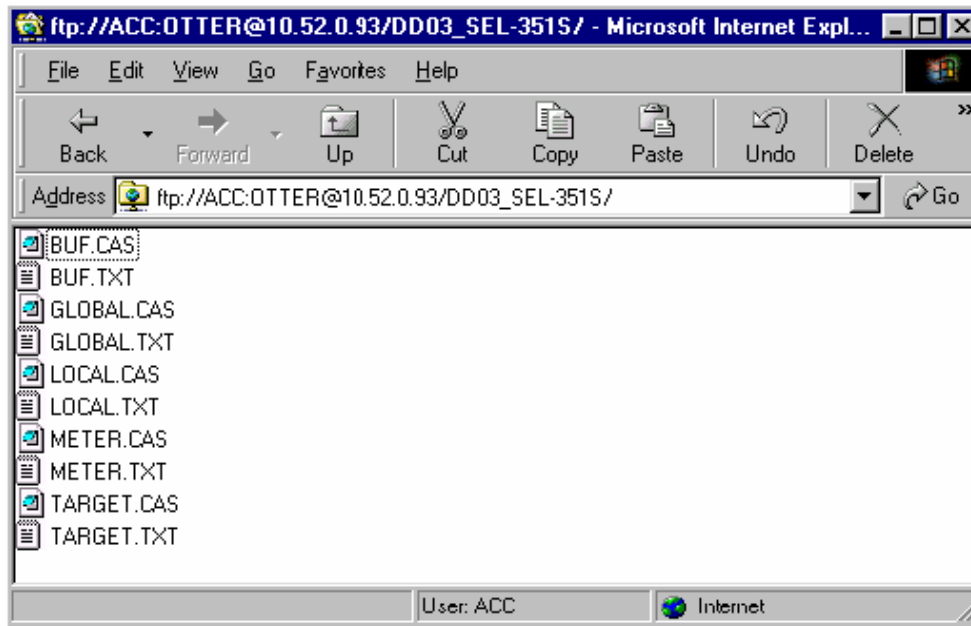 ftp://ACC:OTTER@10.52.0.93/DD03_SEL-351S/ - Microsoft Internet Expl...
File Edit View Go Favorites Help
Back Forward Up Cut Copy Paste Undo Delete »
Address ftp://ACC:OTTER@10.52.0.93/DD03_SEL-351S/ Go
BUF.CAS
BUF.TXT
GLOBAL.CAS
GLOBAL.TXT
LOCAL.CAS
LOCAL.TXT
METER.CAS
METER.TXT
TARGET.CAS
TARGET.TXT
User: ACC Internet